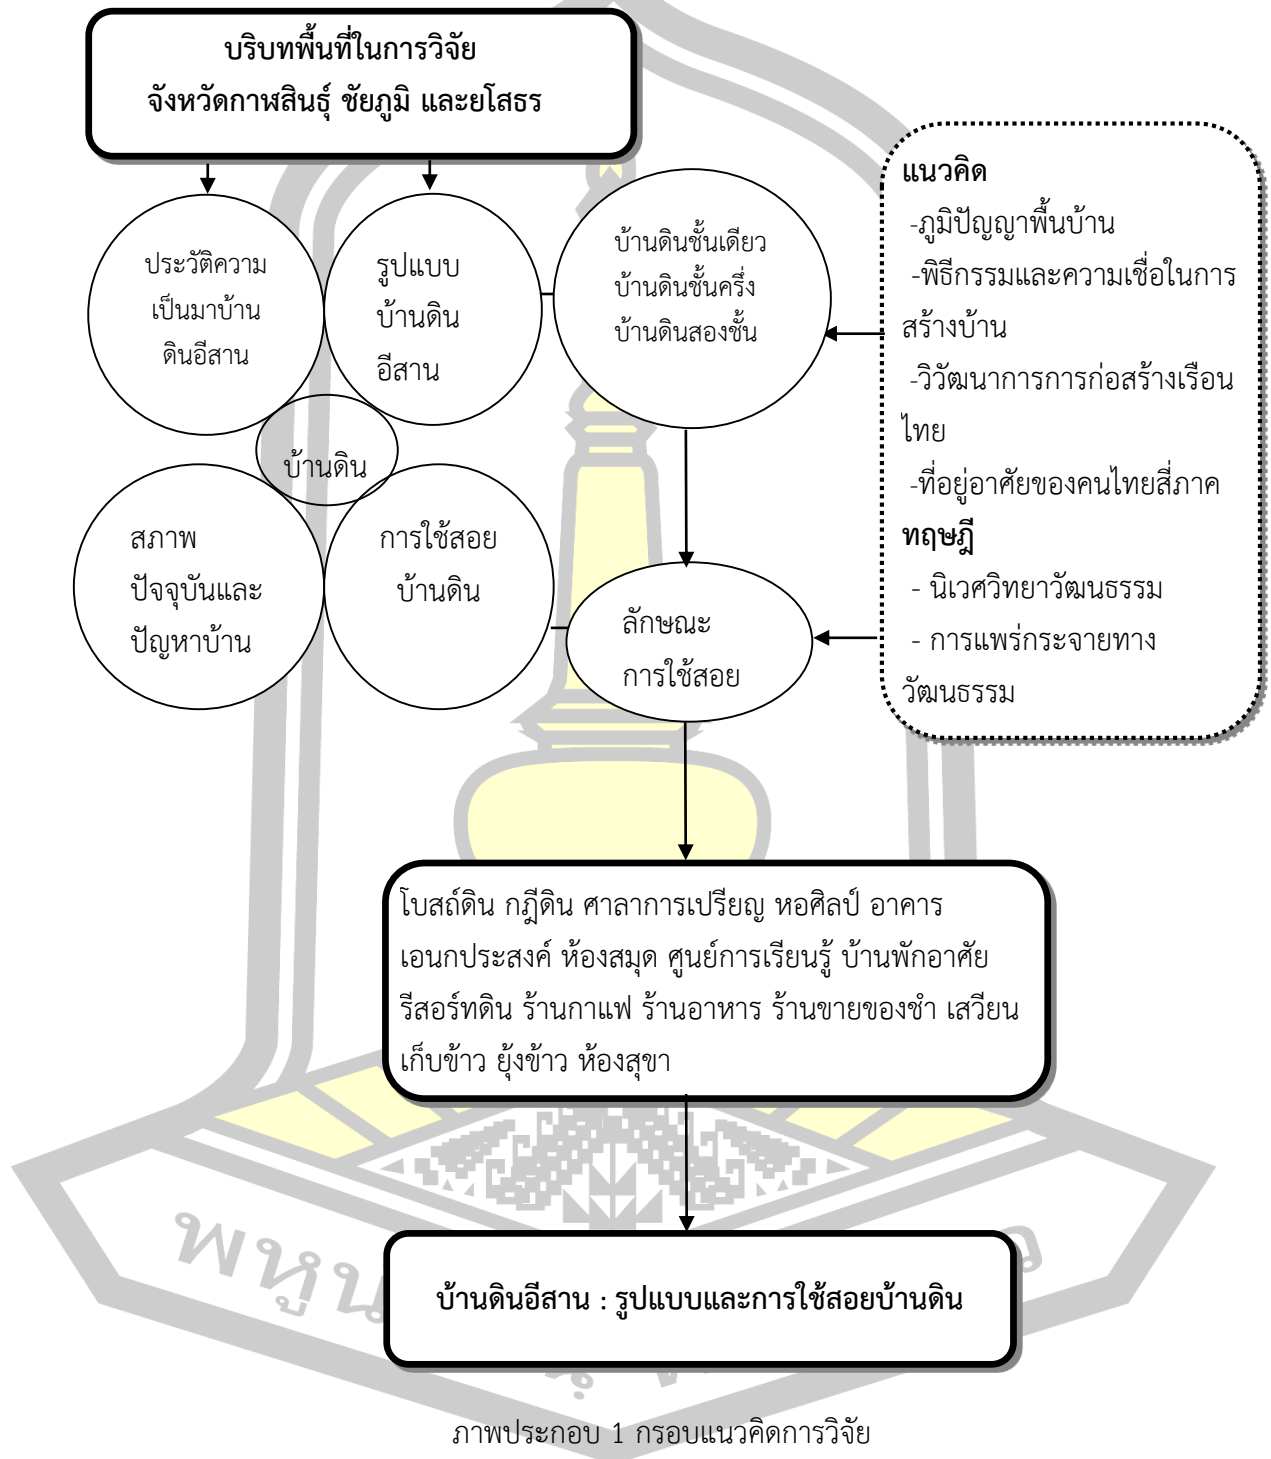 บริบทพื้นที่ในการวิจัย
จังหวัดกาฬสินธุ์ ชัยภูมิ และยโสธร
ประวัติความ
เป็นมาบ้าน
ดินอีสาน
รูปแบบ
บ้านดิน
อีสาน
บ้านดินชั้นเดียว
บ้านดินชั้นครึ่ง
บ้านดินสองชั้น
แนวคิด
-ภูมิปัญญาพื้นบ้าน
-พิธีกรรมและความเชื่อในการ
สร้างบ้าน
-วิวัฒนาการการก่อสร้างเรือน
ไทย
-ที่อยู่อาศัยของคนไทยสี่ภาค
ทฤษฎี
- นิเวศวิทยาวัฒนธรรม
- การแพร่กระจายทาง
วัฒนธรรม
บ้านดิน
สภาพ
ปัจจุบันและ
ปัญหาบ้าน
การใช้สอย
บ้านดิน
ลักษณะ
การใช้สอย
โบสถ์ดิน กุฎีดิน ศาลาการเปรียญ หอศิลป์ อาคาร
เอนกประสงค์ ห้องสมุด ศูนย์การเรียนรู้ บ้านพักอาศัย
รีสอร์ทดิน ร้านกาแฟ ร้านอาหาร ร้านขายของชำ เสวียน
เก็บข้าว ยุ้งข้าว ห้องสุขา
พหูน
บ้านดินอีสาน : รูปแบบและการใช้สอยบ้านดิน
ภาพประกอบ 1 กรอบแนวคิดการวิจัย